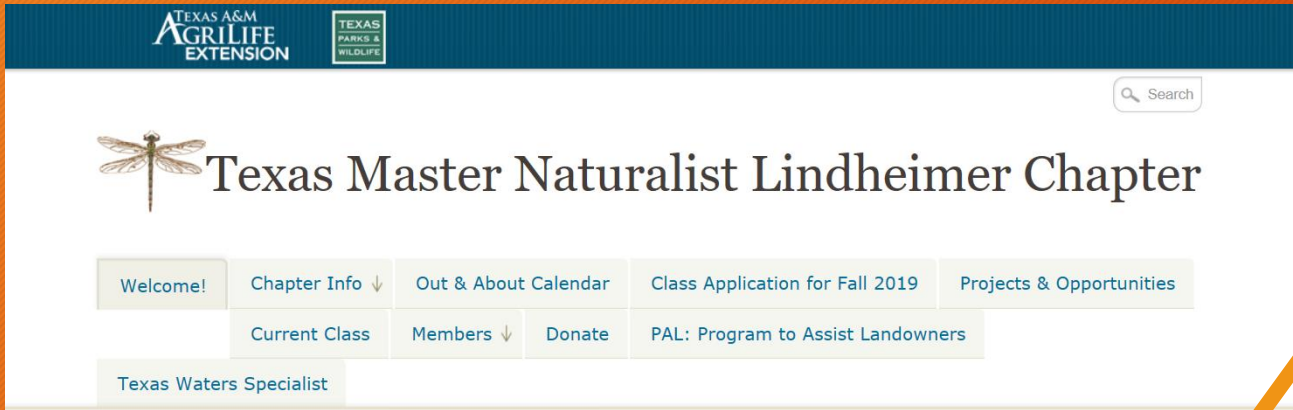 TEXAS A&M
AGRILIFE
EXTENSION
TEXAS
PARKS &
WILDLIFE
Search
Texas Master Naturalist Lindheimer Chapter
Welcome! Chapter Info ↓ Out & About Calendar Class Application for Fall 2019 Projects & Opportunities
Current Class Members ↓ Donate PAL: Program to Assist Landowners
Texas Waters Specialist